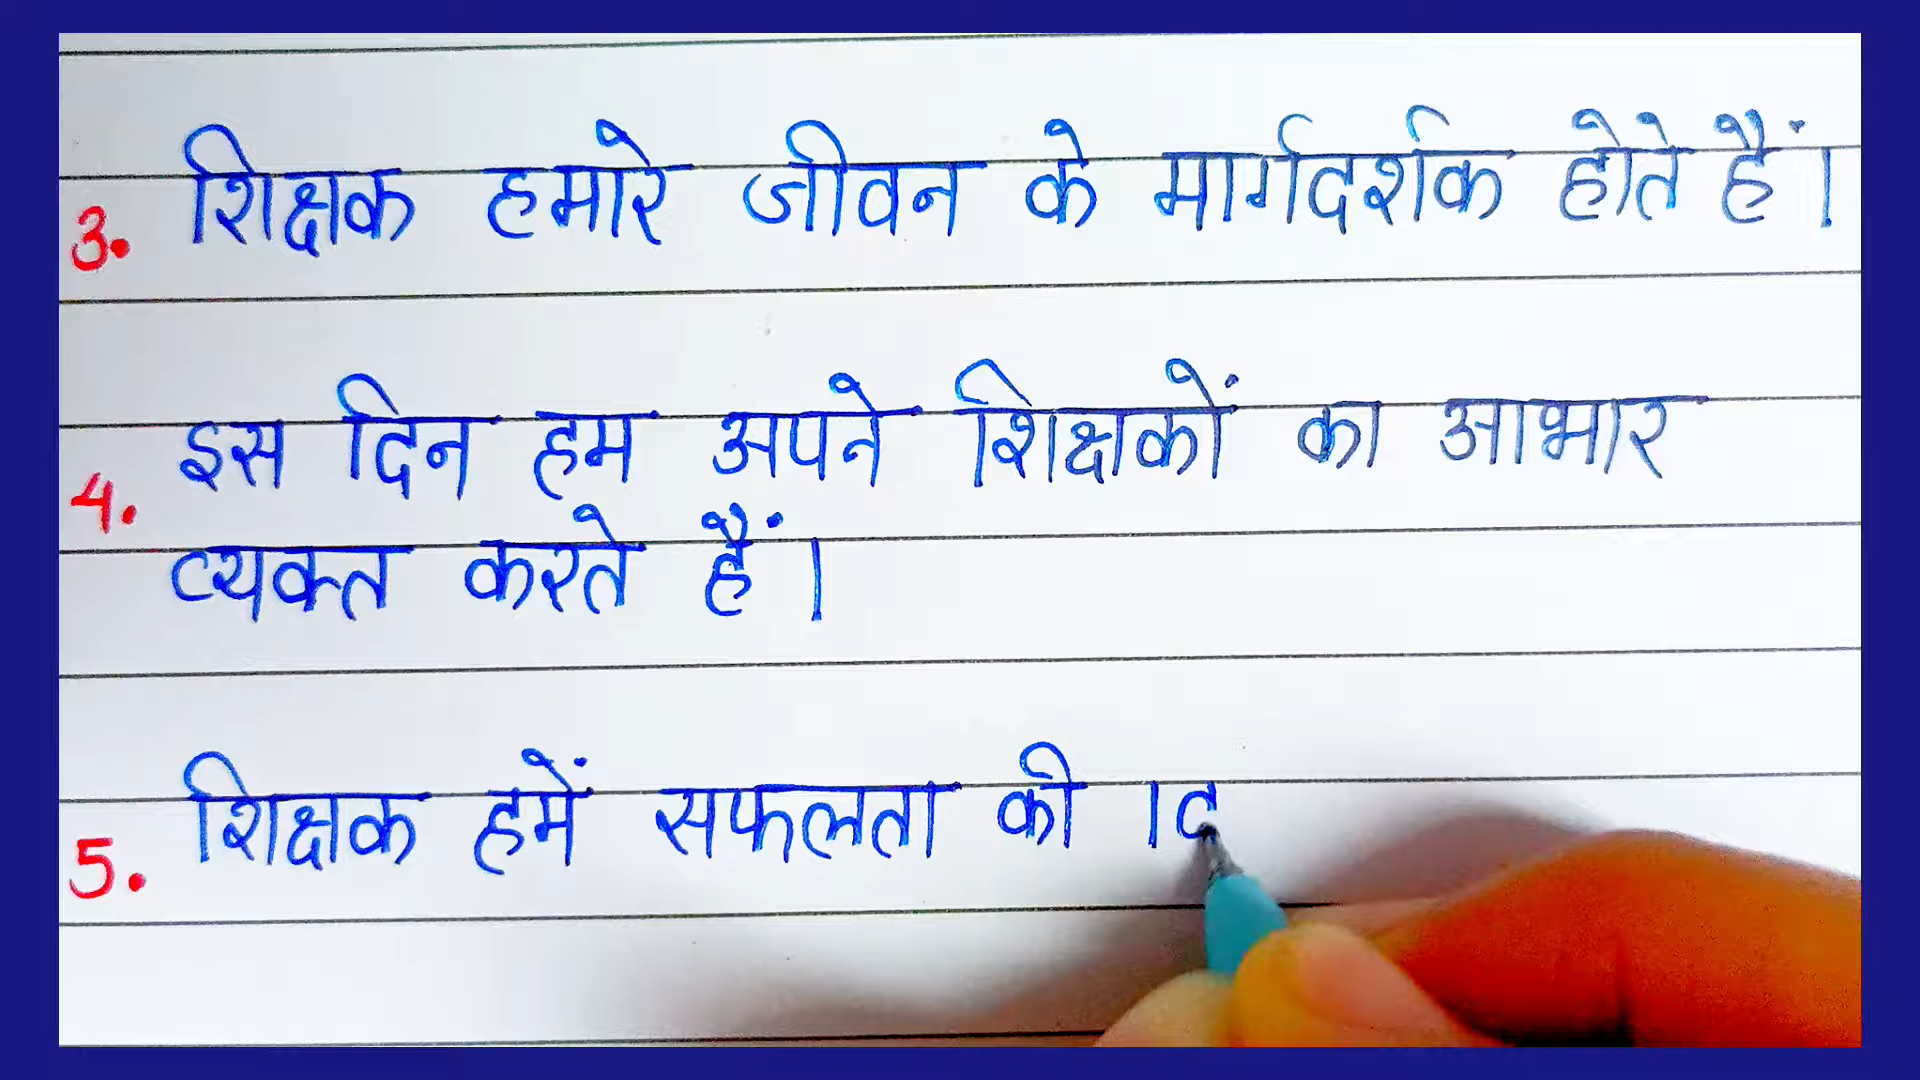 3. शिक्षक हमारे जीवन के मार्गदर्शक होते हैं।
4. इस दिन हम अपने शिक्षकों का आभार
व्यक्त करते हैं।
5. शिक्षक हमें सफलता की